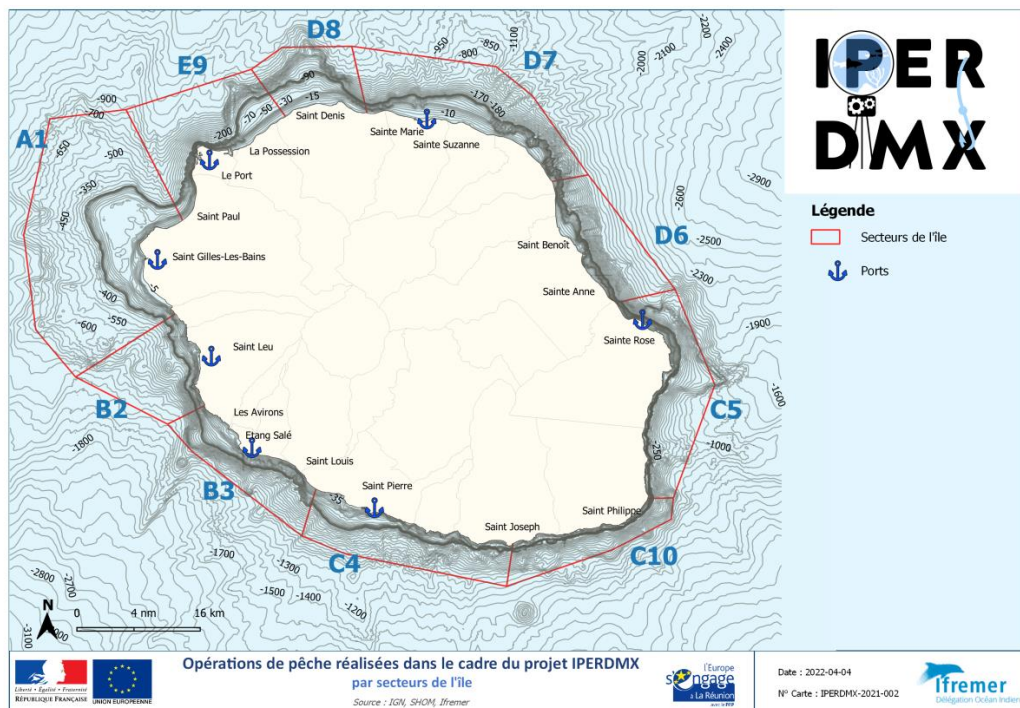 D8
E9
D7
A1
D6
C5
B2
B3
C4
C10
-2200
-2100
-2400
-2000
-1100
-850
-800
-950
-900
-700
-650
-500
-350
-450
-400
-550
-600
-5
-90
-15
-30
-50
-70
-200
-10
-170
-180
-2900
-2600
-2500
-2300
-1900
-1600
-1000
-250
-35
-1800
-1700
-1300
-1500
-1400
-1200
-2800
-2700
-3100
Saint Denis
Sainte Marie
Sainte Suzanne
La Possession
Le Port
Saint Paul
Saint Gilles-Les-Bains
Saint Benoît
Sainte Anne
Sainte Rose
Saint Leu
Les Avirons
Etang Salé
Saint Louis
Saint Pierre
Saint Joseph
Saint Philippe
N
0 4 nm 16 km
IPER
DMX
Légende
Secteurs de l'île
Ports
Liberté • Égalité • Fraternité
RÉPUBLIQUE FRANÇAISE
UNION EUROPÉENNE
Opérations de pêche réalisées dans le cadre du projet IPERDMX
par secteurs de l'île
Source : IGN, SHOM, Ifremer
l'Europe
s'engage
à La Réunion
Date : 2022-04-04
N° Carte : IPERDMX-2021-002
Ifremer
Délégation Océan Indien